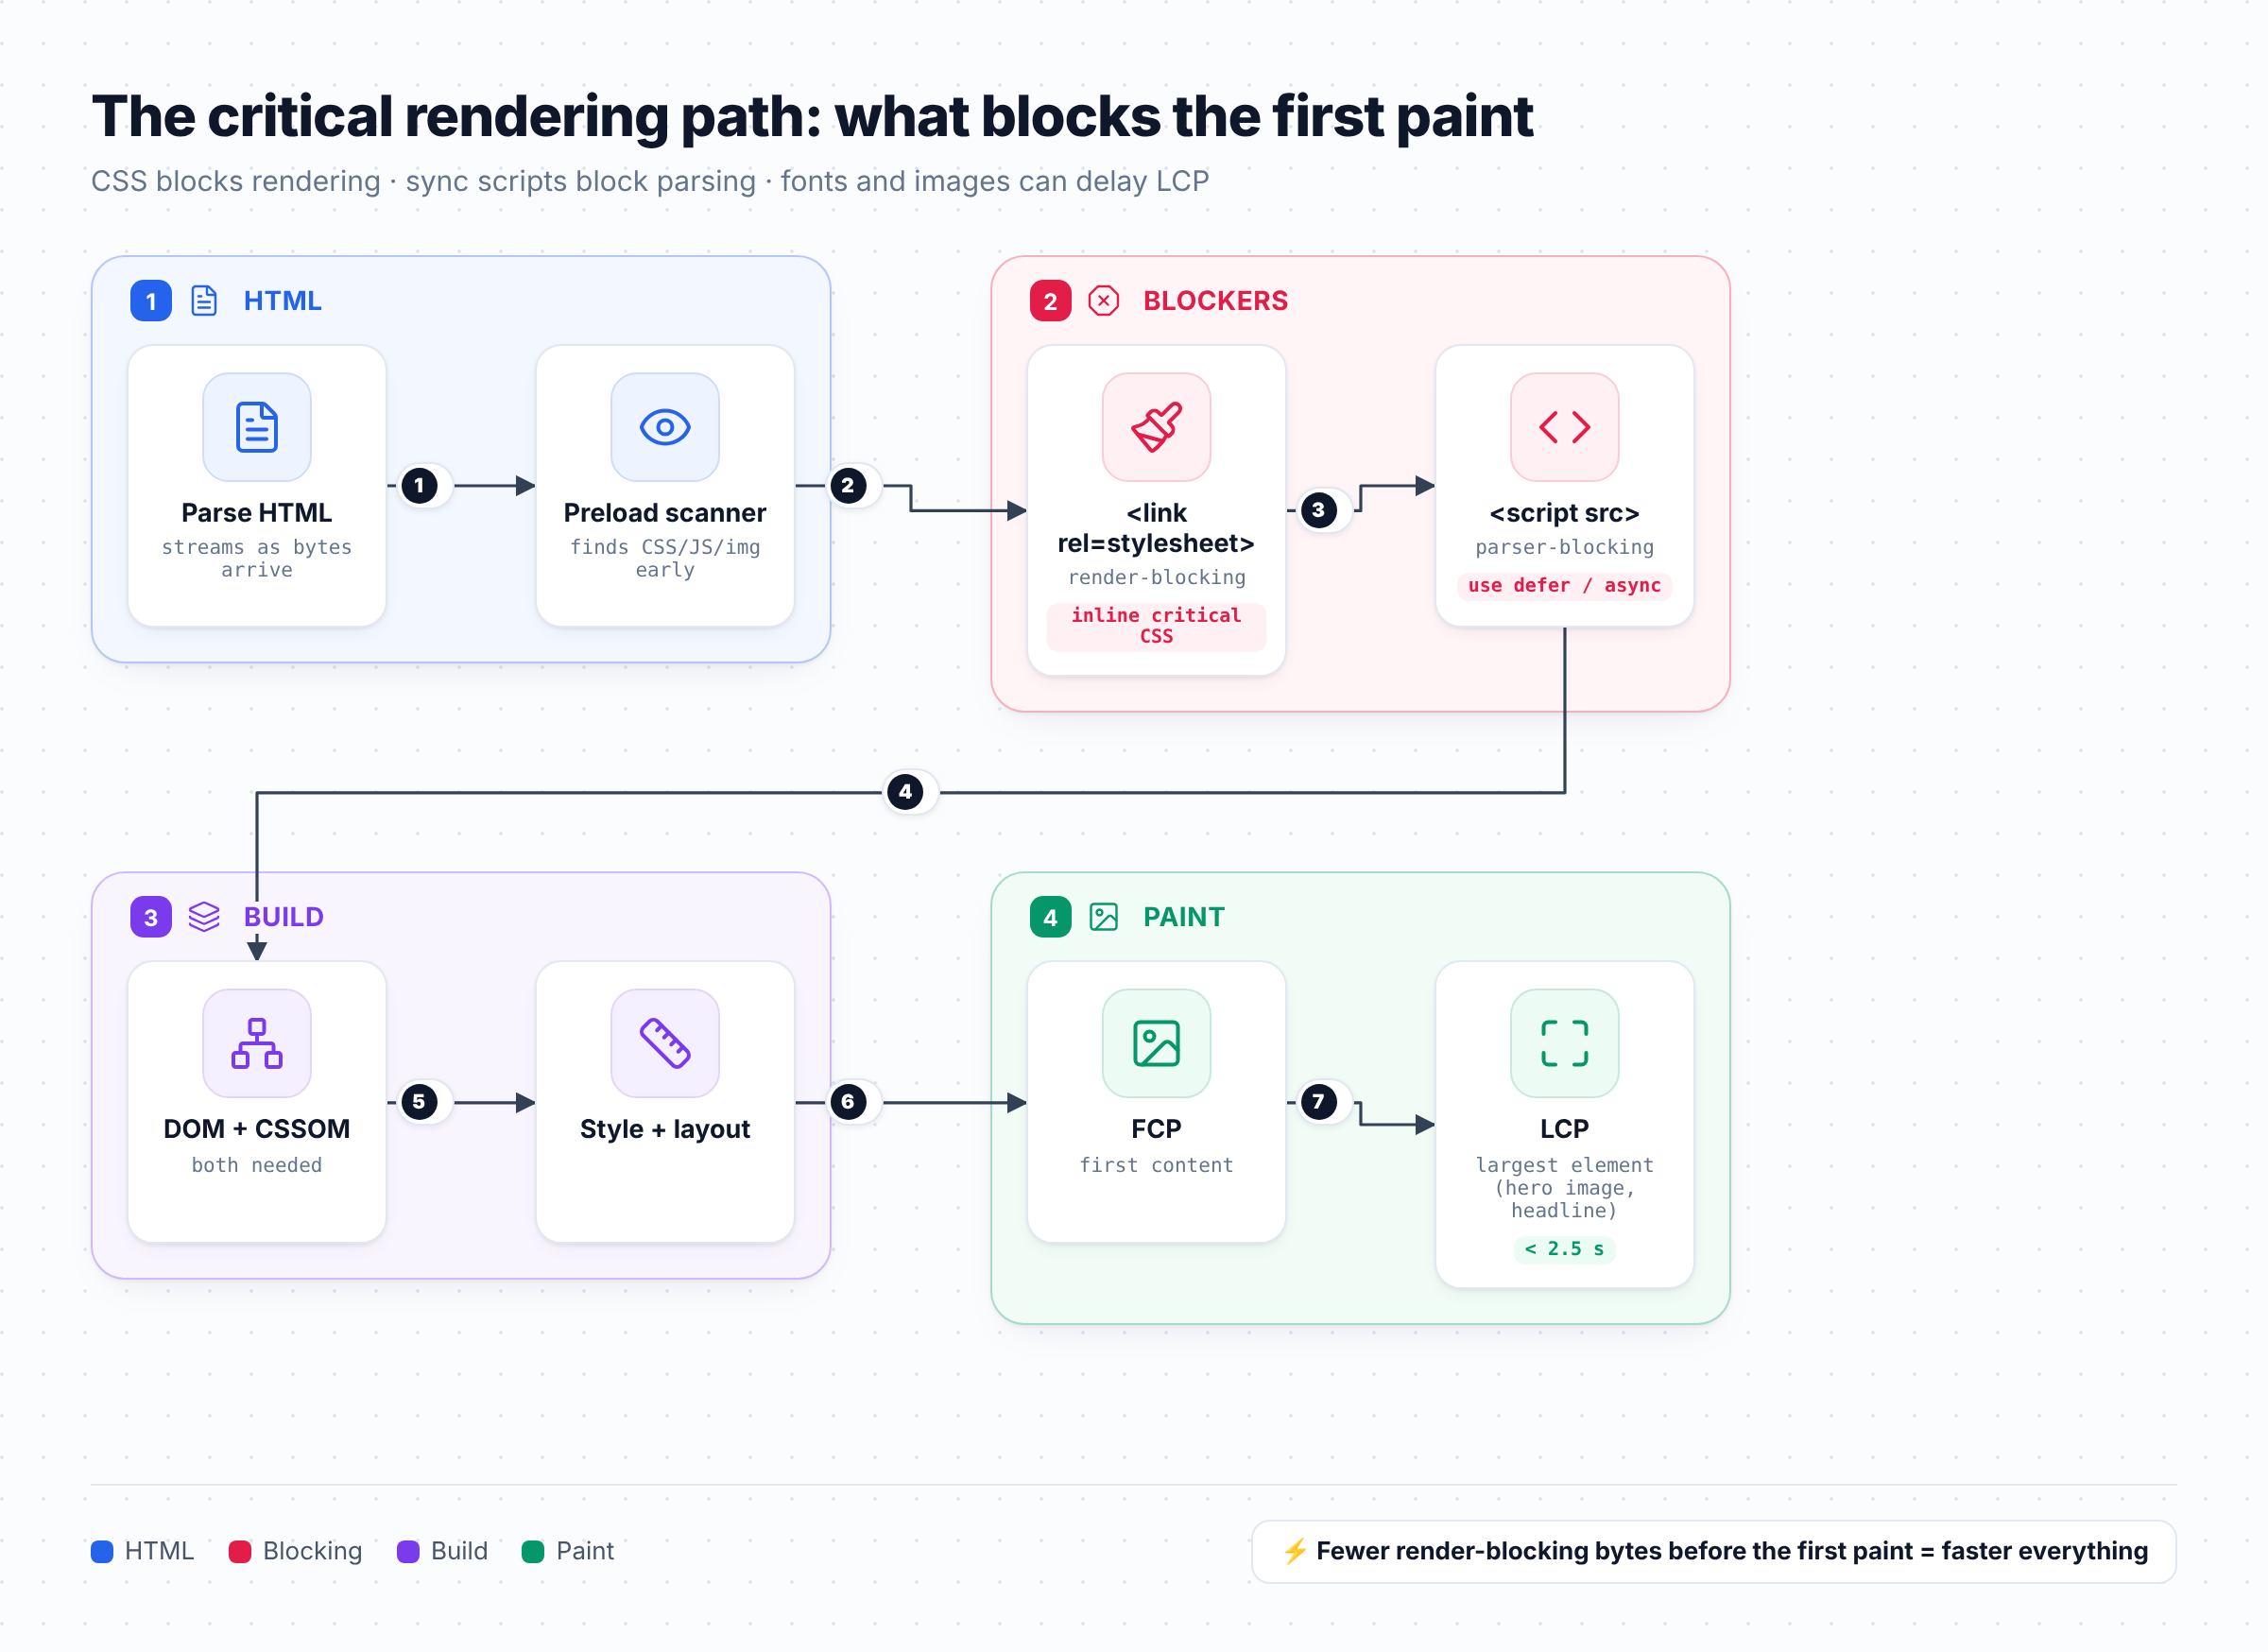 The critical rendering path: what blocks the first paint
CSS blocks rendering · sync scripts block parsing · fonts and images can delay LCP
1 HTML
Parse HTML
streams as bytes
arrive
1
Preload scanner
finds CSS/JS/img
early
2
2 BLOCKERS
<link
rel=stylesheet>
render-blocking
inline critical
CSS
3
<script src>
parser-blocking
use defer / async
4
3 BUILD
DOM + CSSOM
both needed
5
Style + layout
6
4 PAINT
FCP
first content
7
LCP
largest element
(hero image,
headline)
< 2.5 s
HTML
Blocking
Build
Paint
⚡ Fewer render-blocking bytes before the first paint = faster everything